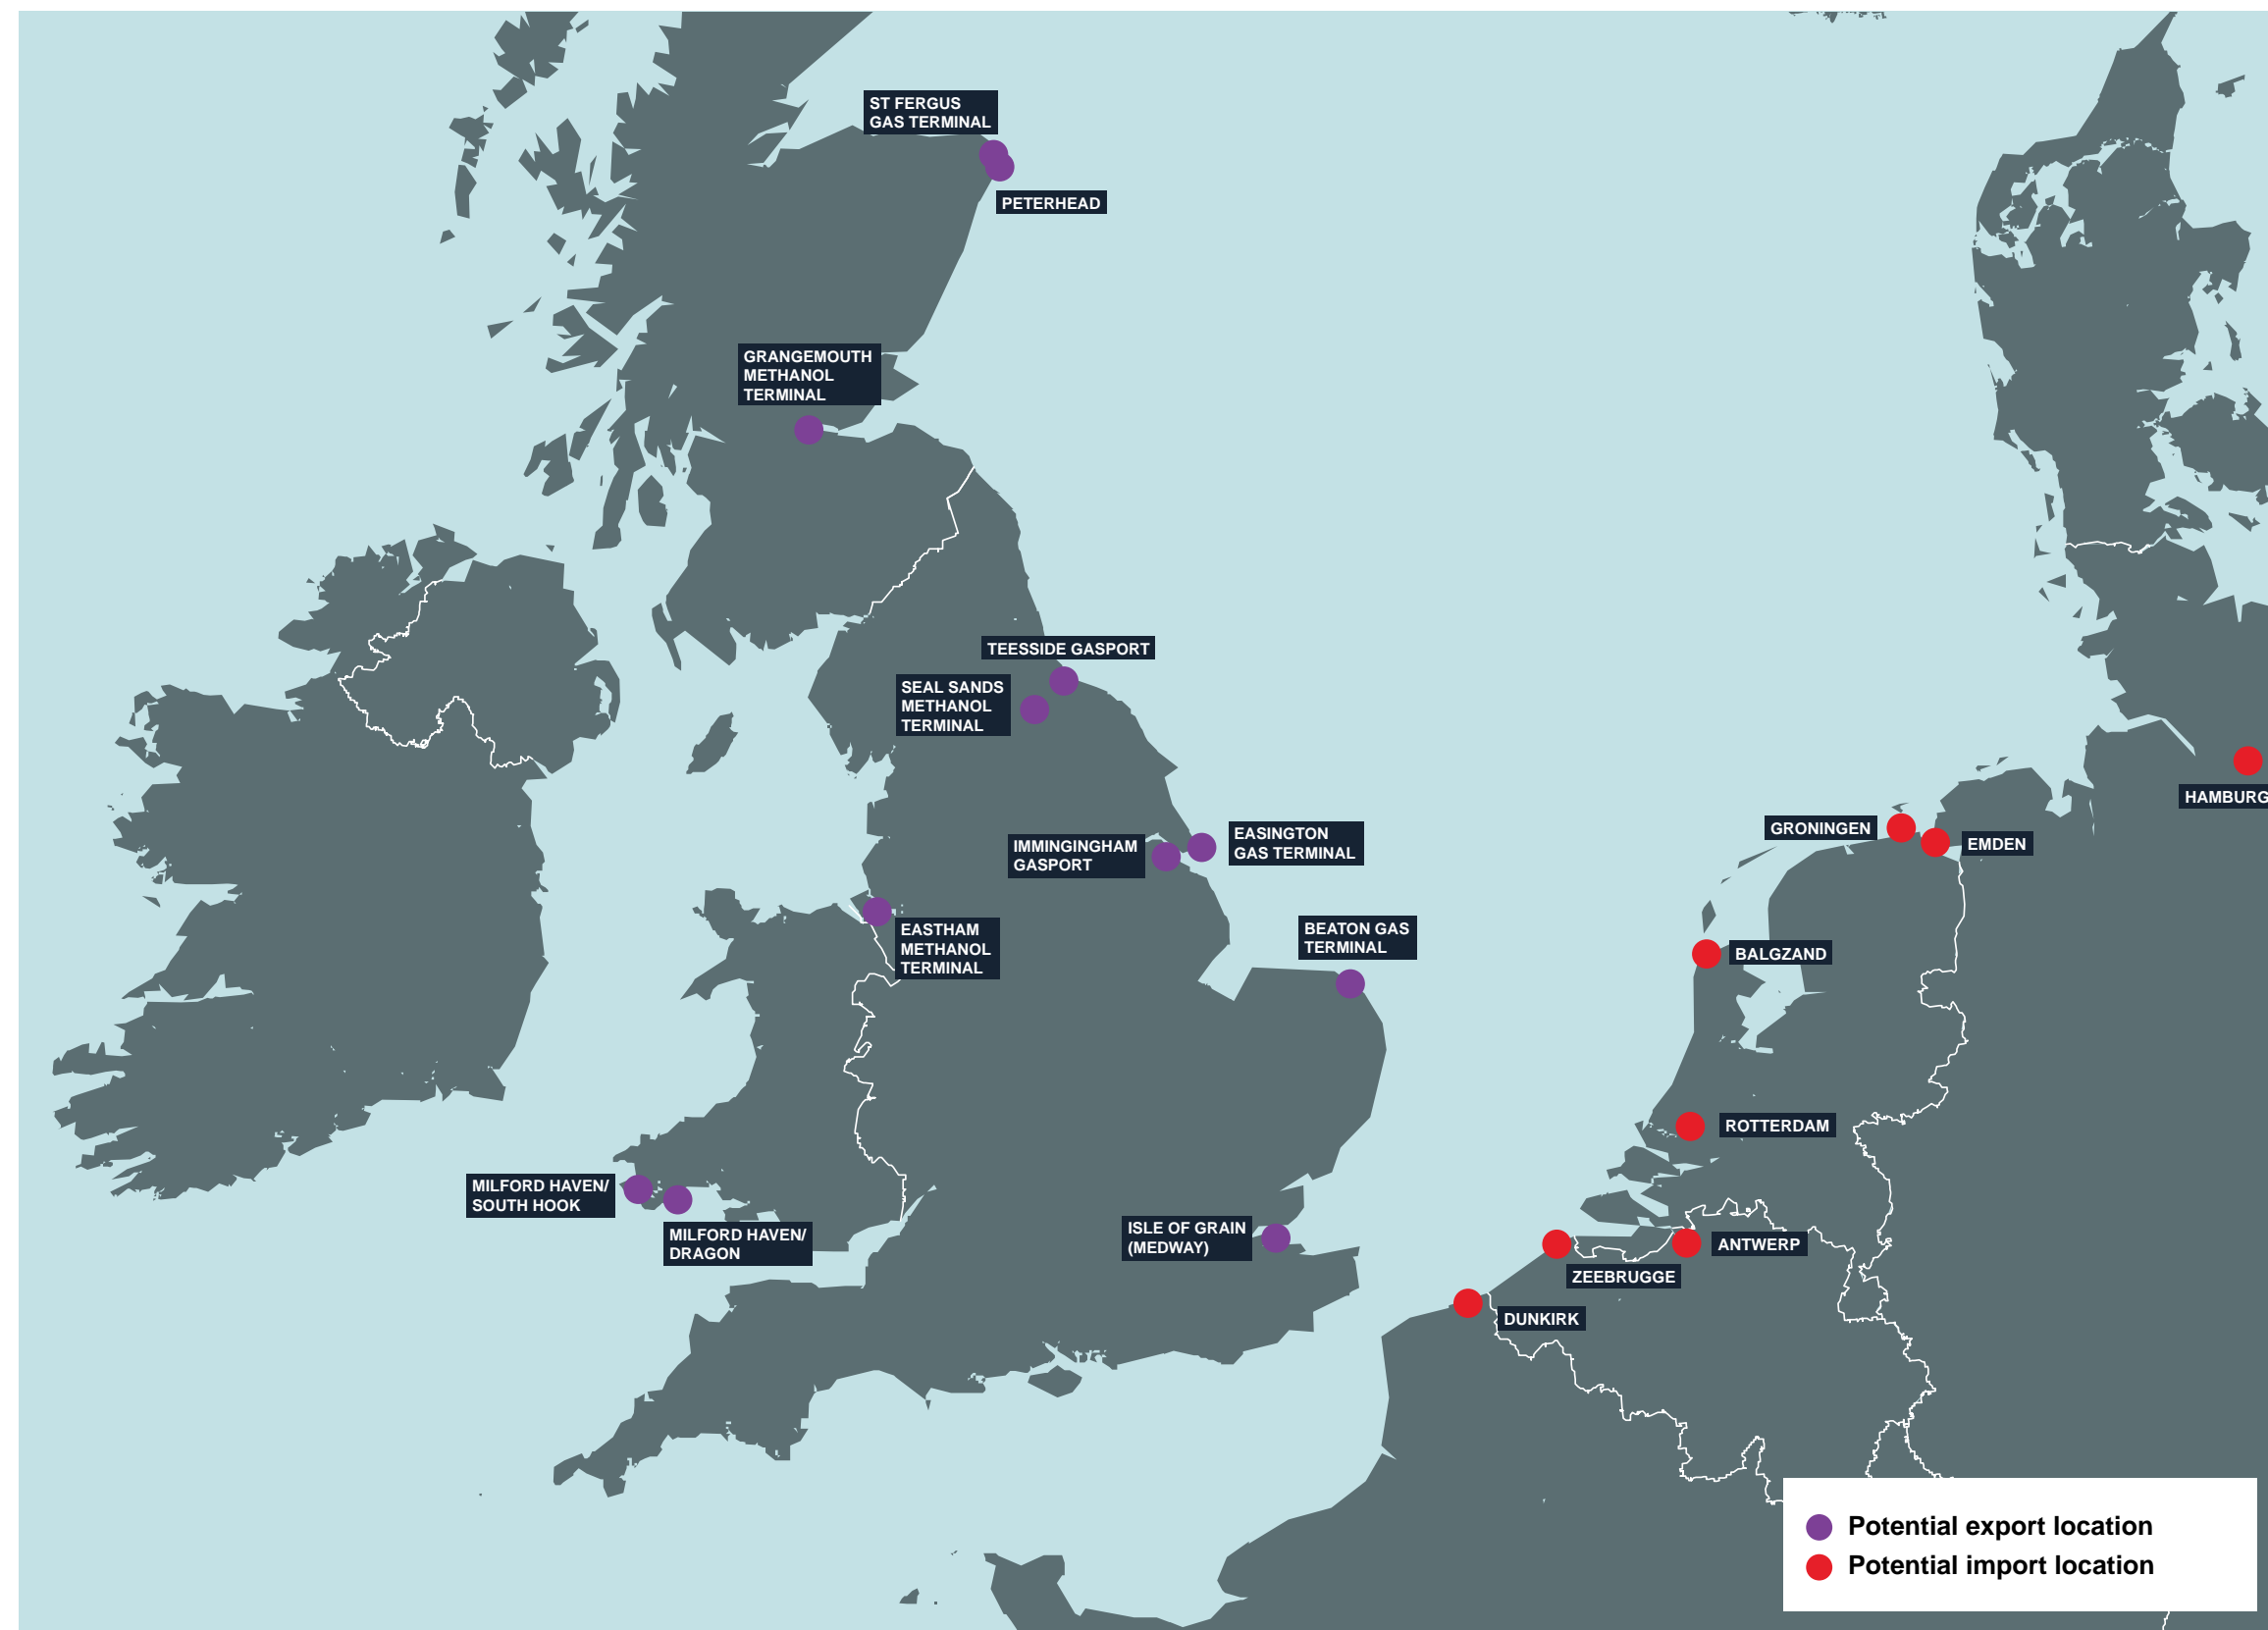 ST FERGUS
GAS TERMINAL
PETERHEAD
GRANGEMOUTH
METHANOL
TERMINAL
TEESSIDE GASPORT
SEAL SANDS
METHANOL
TERMINAL
HAMBURG
GRONINGEN
EMDEN
EASINGTON
GAS TERMINAL
IMMINGINGHAM
GASPORT
EASTHAM
METHANOL
TERMINAL
BEATON GAS
TERMINAL
BALGZAND
ROTTERDAM
MILFORD HAVEN/
SOUTH HOOK
MILFORD HAVEN/
DRAGON
ISLE OF GRAIN
(MEDWAY)
ANTWERP
ZEEBRUGGE
DUNKIRK
Potential export location
Potential import location